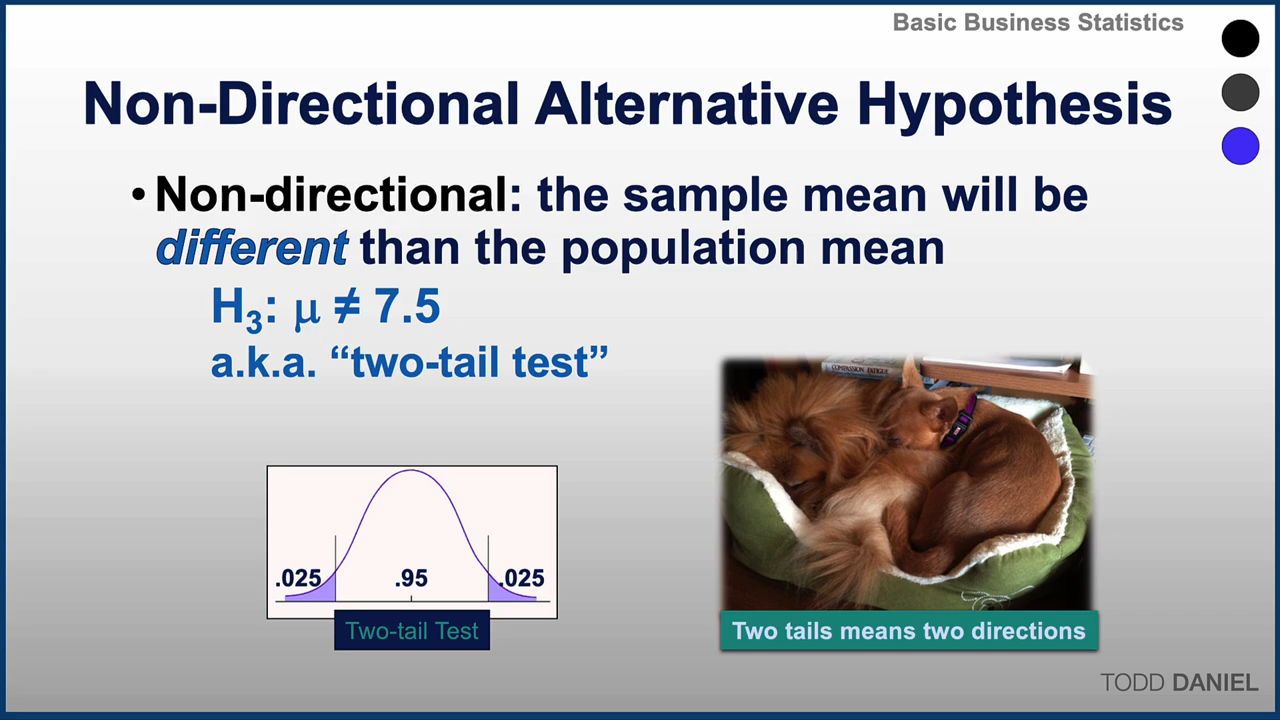 Basic Business Statistics
Non-Directional Alternative Hypothesis
• Non-directional: the sample mean will be
different than the population mean
H₃: μ ≠ 7.5
a.k.a. “two-tail test”
COMPASSION FATIGUE
.025 .95 .025
Two-tail Test
Two tails means two directions
TODD DANIEL